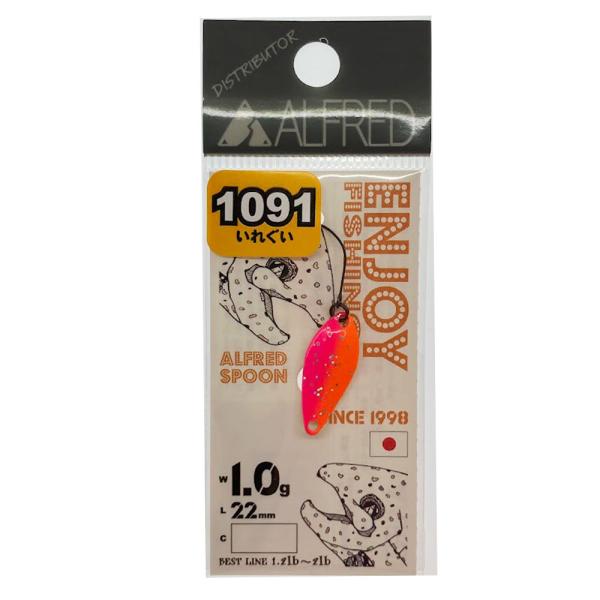 DISTRIBUTOR
ALFRED
1091
いれぐい
ENJOY
FISHING
ALFRED
SPOON
SINCE 1998
W 1.0g
L 22mm
C
BEST LINE 1.2lb～2lb